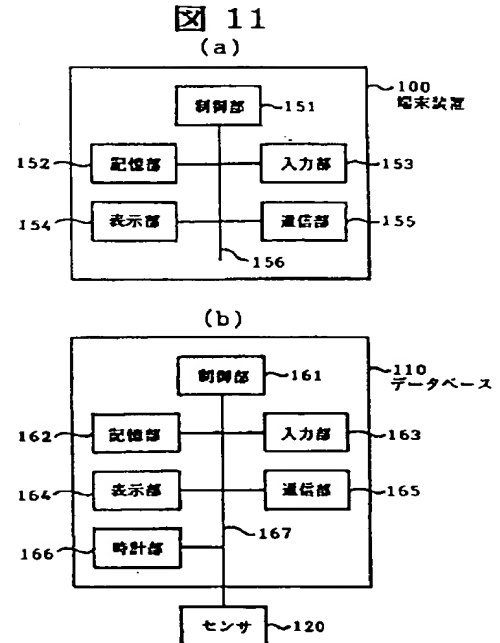 図 11
(a)
制御部 151
100
端末装置
152 記憶部 入力部 153
154 表示部 通信部 155
156
(b)
制御部 161
110
データベース
162 記憶部 入力部 163
164 表示部 通信部 165
166 時計部 167
センサ 120